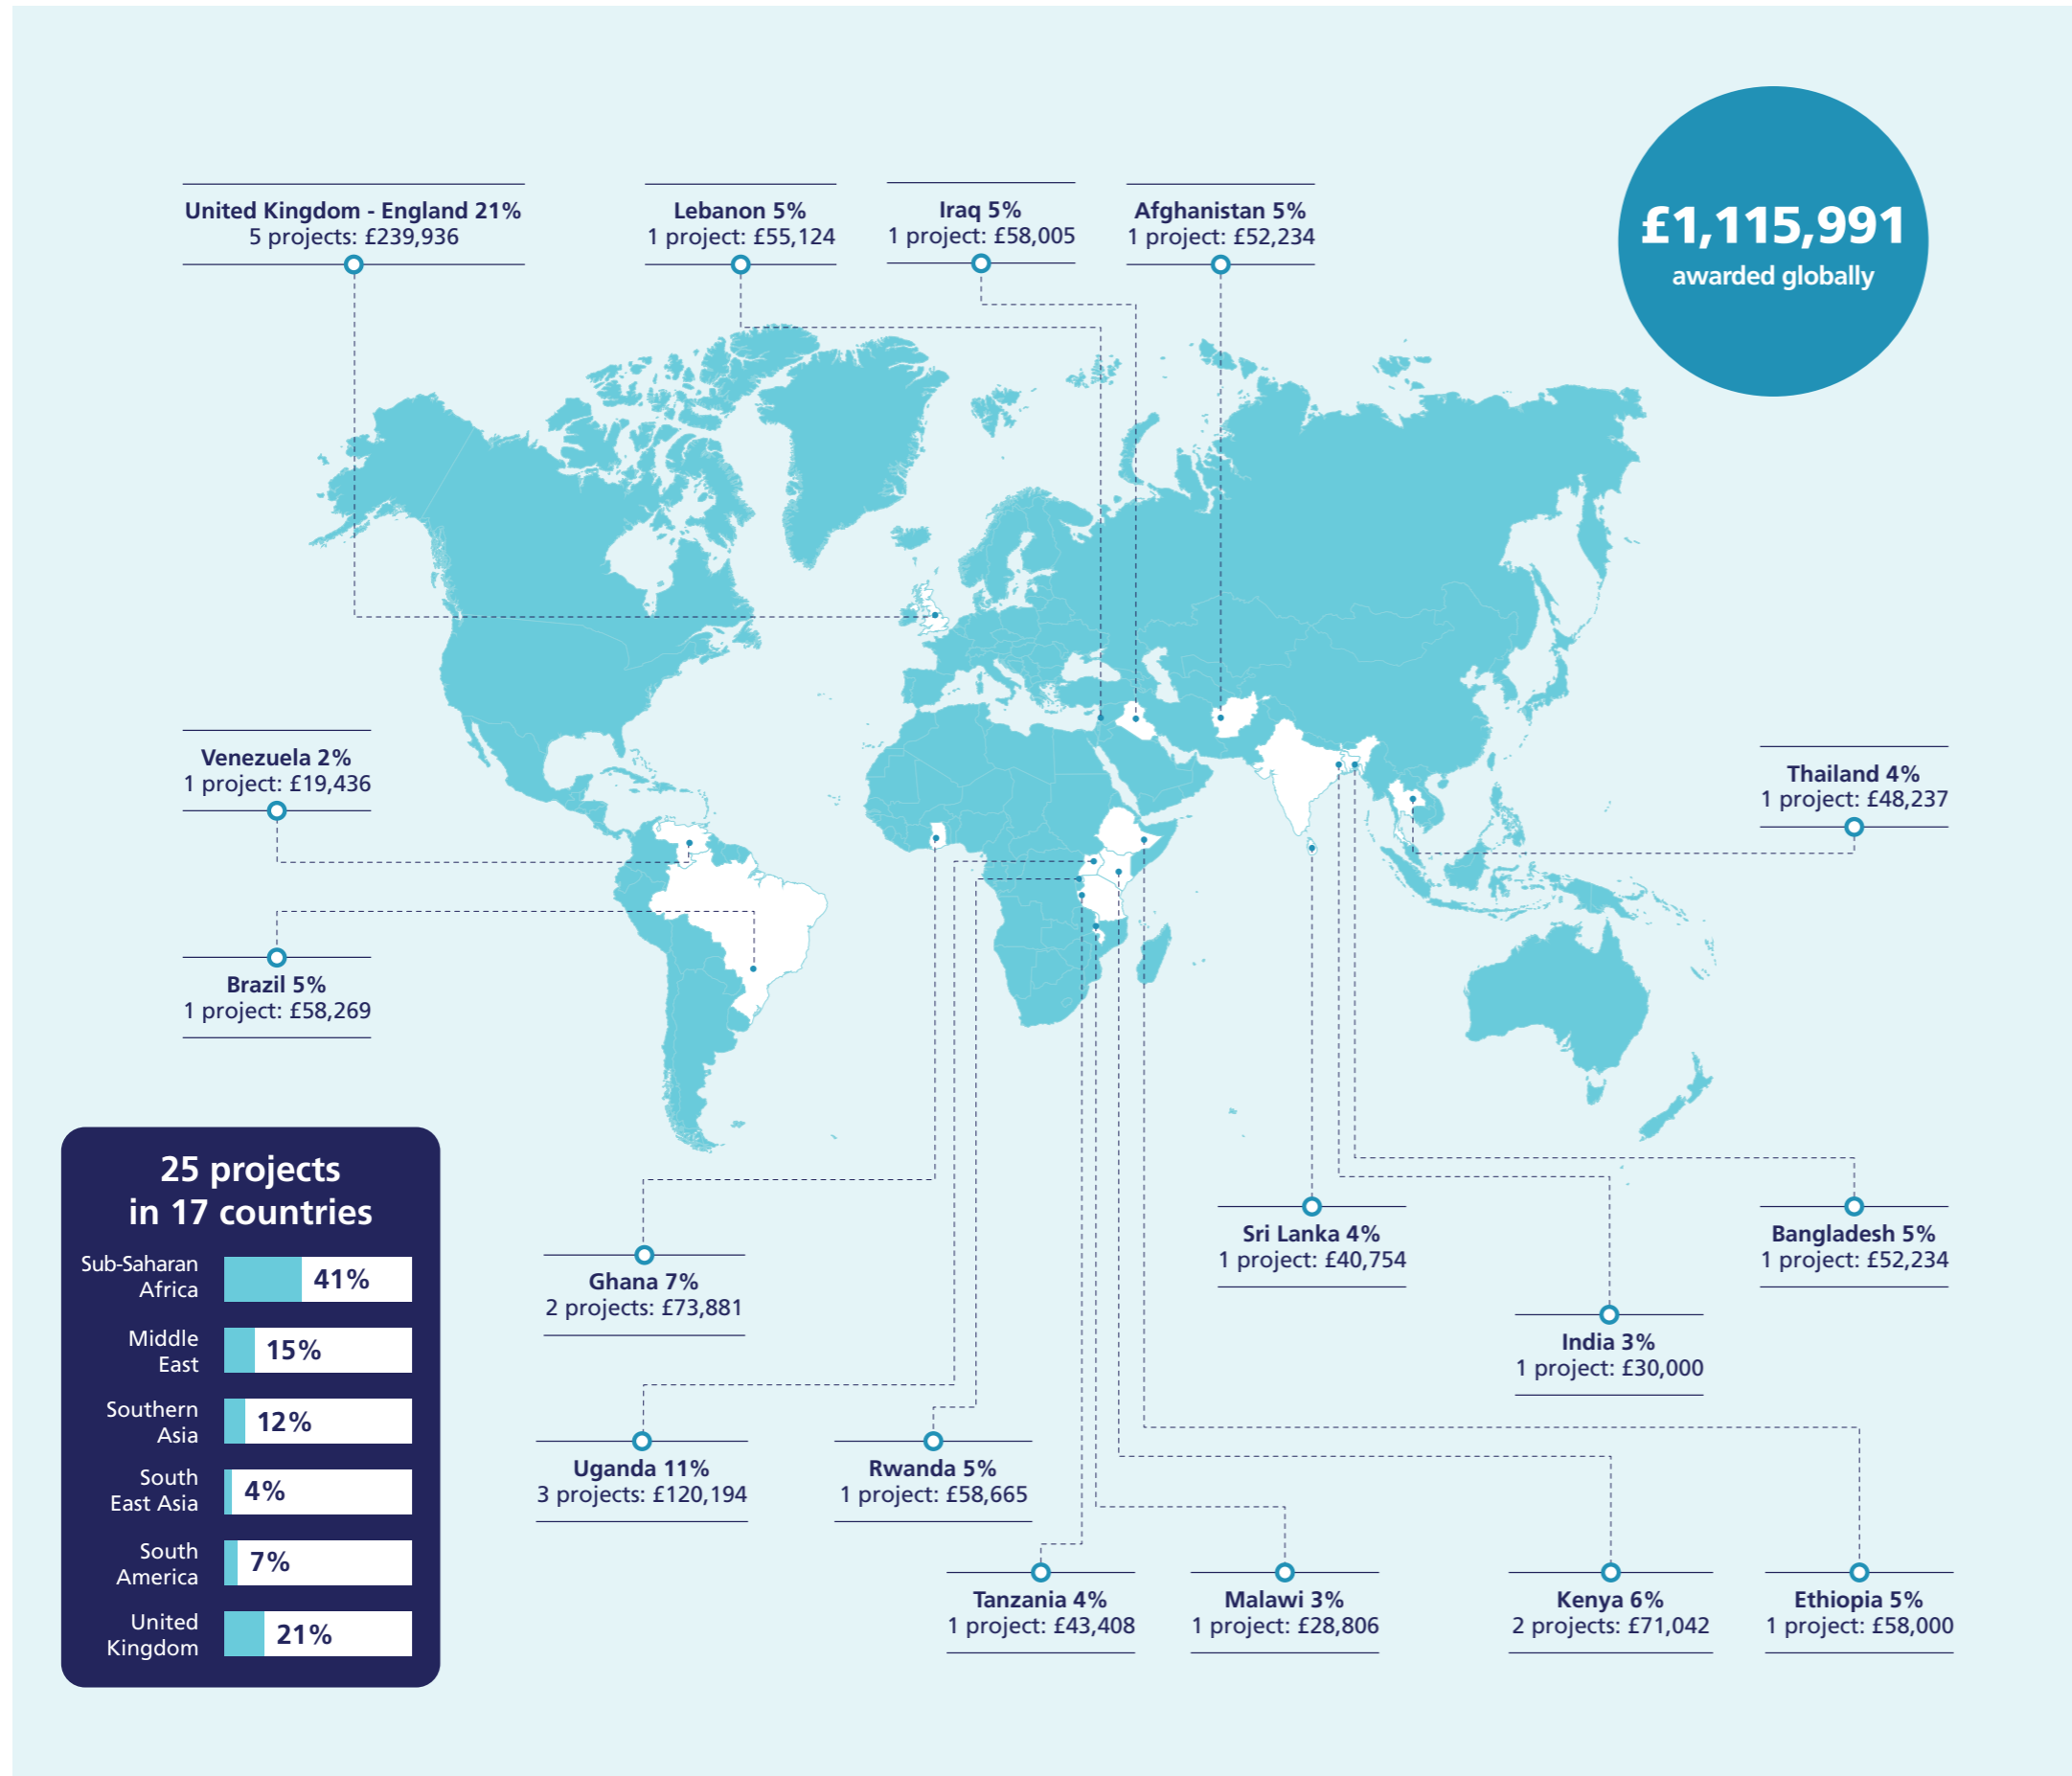 £1,115,991
awarded globally
United Kingdom - England 21%
5 projects: £239,936
Lebanon 5%
1 project: £55,124
Iraq 5%
1 project: £58,005
Afghanistan 5%
1 project: £52,234
Venezuela 2%
1 project: £19,436
Thailand 4%
1 project: £48,237
Brazil 5%
1 project: £58,269
25 projects
in 17 countries
Sub-Saharan
Africa
41%
Middle
East
15%
Southern
Asia
12%
South
East Asia
4%
South
America
7%
United
Kingdom
21%
Ghana 7%
2 projects: £73,881
Sri Lanka 4%
1 project: £40,754
Bangladesh 5%
1 project: £52,234
India 3%
1 project: £30,000
Uganda 11%
3 projects: £120,194
Rwanda 5%
1 project: £58,665
Tanzania 4%
1 project: £43,408
Malawi 3%
1 project: £28,806
Kenya 6%
2 projects: £71,042
Ethiopia 5%
1 project: £58,000